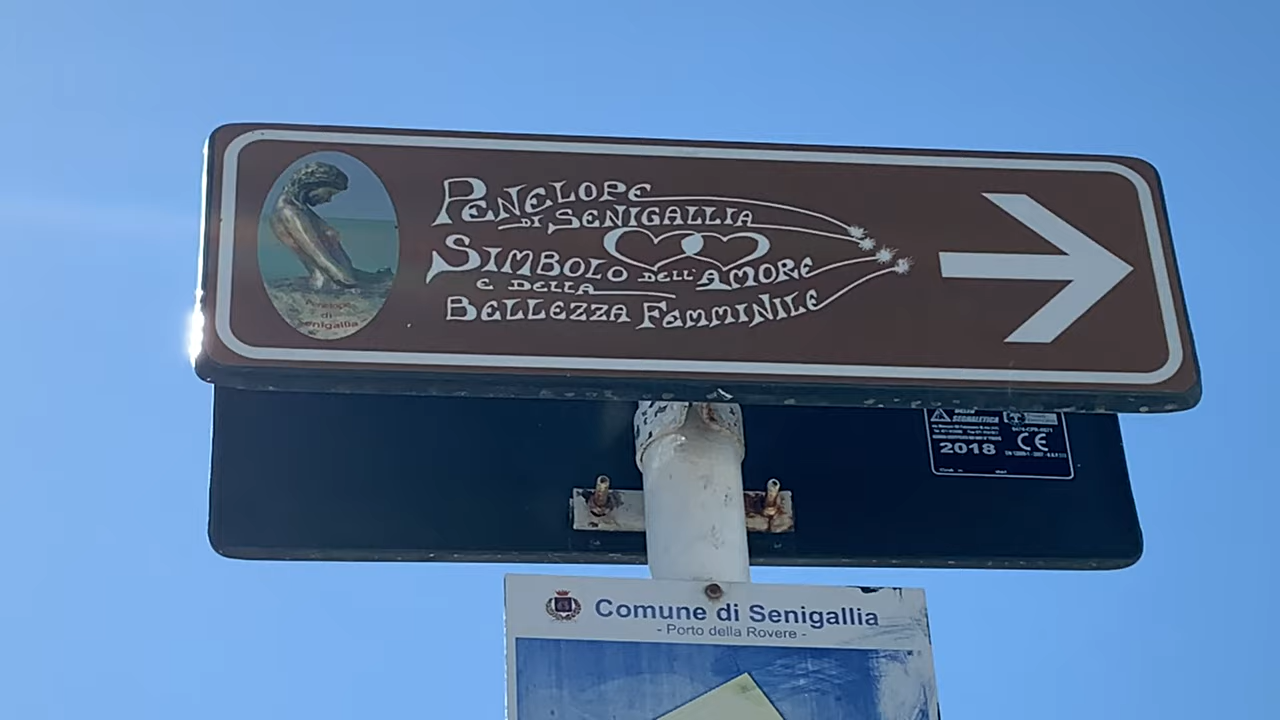 PENELOPE
DI SENIGALLIA
SIMBOLO DELL'AMORE
E DELLA
BELLEZZA FEMMINILE
Penelope
di
Senigallia
SEGNALETICA
2018
CE
Comune di Senigallia
- Porto della Rovere -